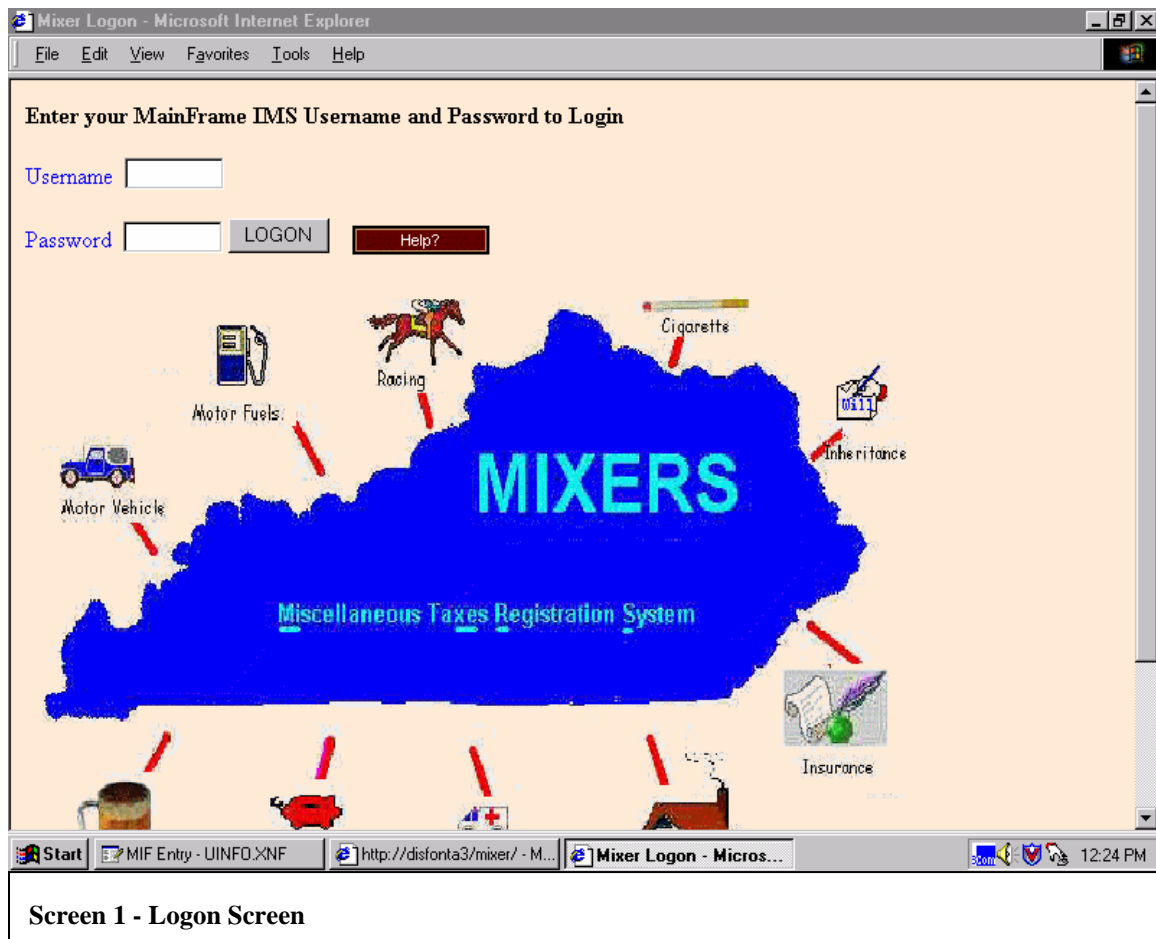 Mixer Logon - Microsoft Internet Explorer
File Edit View Favorites Tools Help
Enter your MainFrame IMS Username and Password to Login
Username
Password LOGON Help?
Cigarette
Racing
Will
Motor Fuels.
Inheritance
MIXERS
Motor Vehicle
Miscellaneous Taxes Registration System
Insurance
Start MIF Entry - UINFO.XNF http://disfonta3/mixer/ - M... Mixer Logon - Micros... 3Com 12:24 PM
Screen 1 - Logon Screen